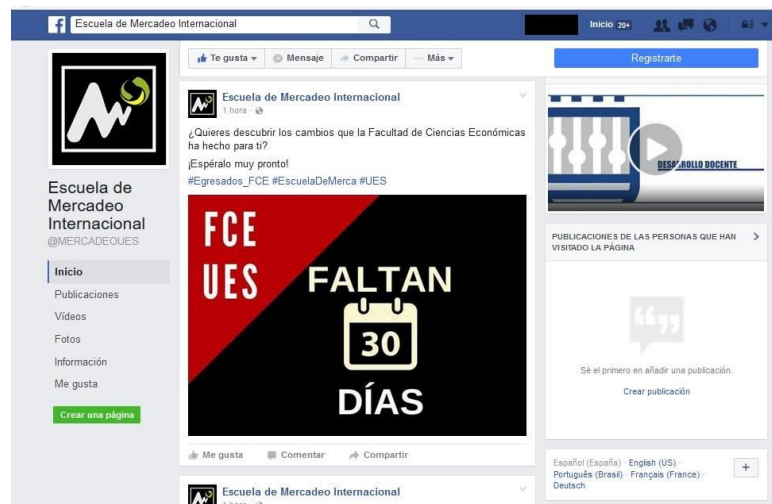 Escuela de Mercadeo Internacional
Inicio 20+
Te gusta
Mensaje
Compartir
Más
Registrarte
Escuela de
Mercadeo
Internacional
@MERCADEOUES
Inicio
Publicaciones
Vídeos
Fotos
Información
Me gusta
Crear una página
Escuela de Mercadeo Internacional
1 hora
¿Quieres descubrir los cambios que la Facultad de Ciencias Económicas
ha hecho para ti?
¡Espéralo muy pronto!
#Egresados_FCE #EscuelaDeMerca #UES
FCE
UES
FALTAN
30
DÍAS
Me gusta
Comentar
Compartir
Escuela de Mercadeo Internacional
1 hora
DESARROLLO DOCENTE
PUBLICACIONES DE LAS PERSONAS QUE HAN
VISITADO LA PÁGINA
Sé el primero en añadir una publicación.
Crear publicación
Español (España) · English (US) ·
Português (Brasil) · Français (France) ·
Deutsch